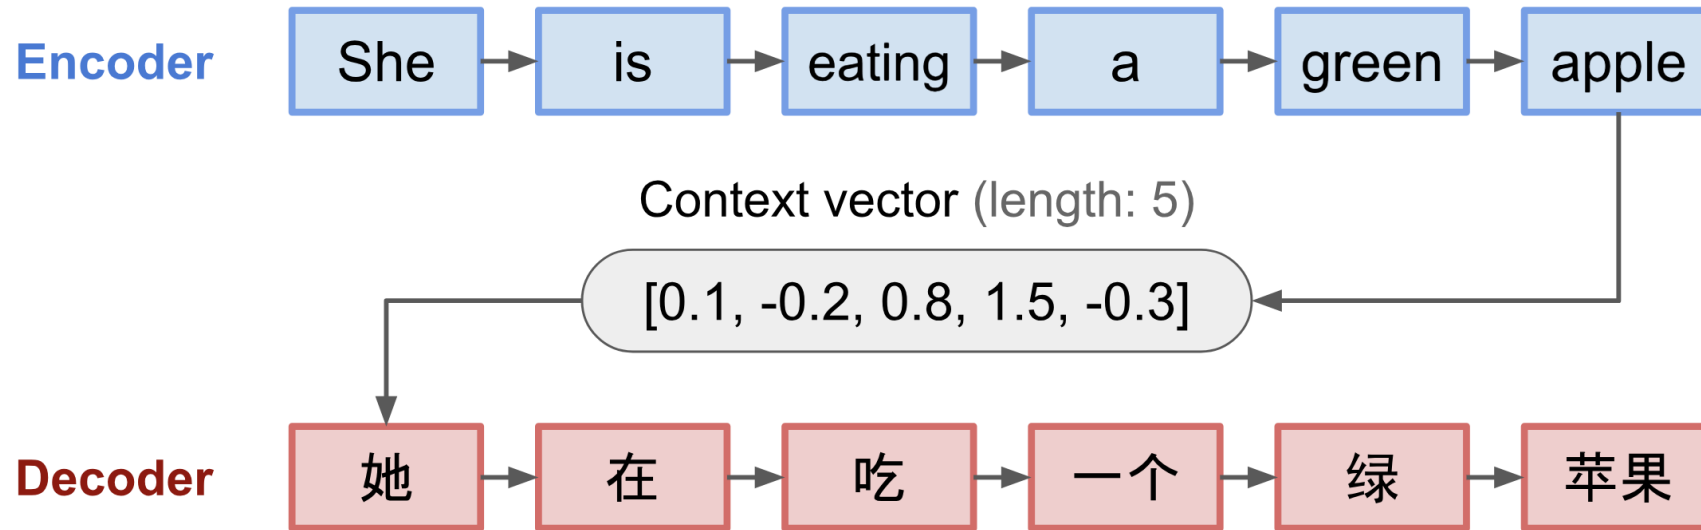 Encoder She is eating a green apple
Context vector (length: 5)
[0.1, -0.2, 0.8, 1.5, -0.3]
Decoder 她 在 吃 一个 绿 苹果